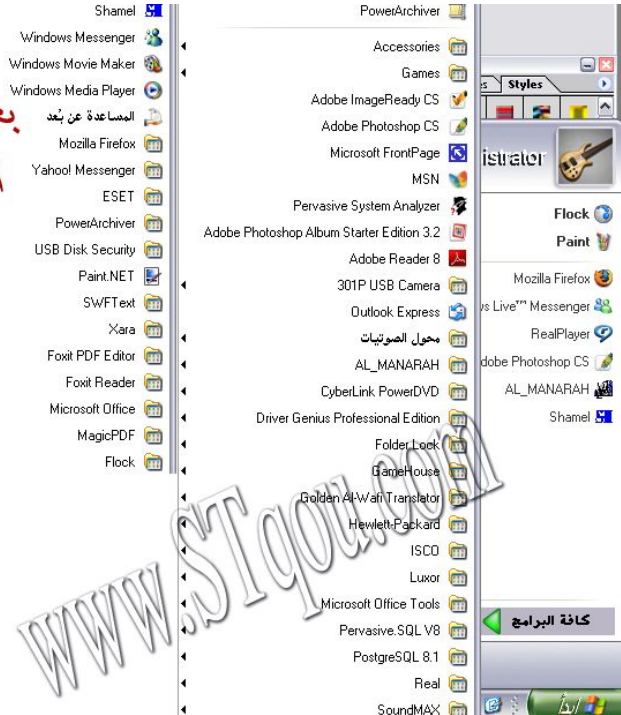 Shamel
Windows Messenger
Windows Movie Maker
Windows Media Player
المساعدة عن بُعد
Mozilla Firefox
Yahoo! Messenger
ESET
PowerArchiver
USB Disk Security
Paint.NET
SWFText
Xara
Foxit PDF Editor
Foxit Reader
Microsoft Office
MagicPDF
Flock
PowerArchiver
Accessories
Games
Adobe ImageReady CS
Adobe Photoshop CS
Microsoft FrontPage
MSN
Pervasive System Analyzer
Adobe Photoshop Album Starter Edition 3.2
Adobe Reader 8
301P USB Camera
Outlook Express
محول الصوتيات
AL_MANARAH
CyberLink PowerDVD
Driver Genius Professional Edition
Folder Lock
GameHouse
Golden Al-Wafi Translator
Hewlett-Packard
ISCO
Luxor
Microsoft Office Tools
Pervasive.SQL V8
PostgreSQL 8.1
Real
SoundMAX
Styles
istrator
Flock
Paint
Mozilla Firefox
s Live™ Messenger
RealPlayer
dobe Photoshop CS
AL_MANARAH
Shamel
كافة البرامج
ابدأ
www.STqou.com